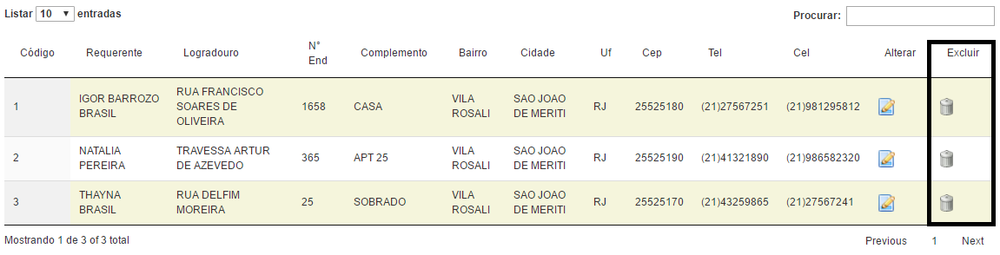 Listar 10 entradas Procurar:
Código Requerente Logradouro N° End Complemento Bairro Cidade Uf Cep Tel Cel Alterar Excluir
1 IGOR BARROZO BRASIL RUA FRANCISCO SOARES DE OLIVEIRA 1658 CASA VILA ROSALI SAO JOAO DE MERITI RJ 25525180 (21)27567251 (21)981295812
2 NATALIA PEREIRA TRAVESSA ARTUR DE AZEVEDO 365 APT 25 VILA ROSALI SAO JOAO DE MERITI RJ 25525190 (21)41321890 (21)986582320
3 THAYNA BRASIL RUA DELFIM MOREIRA 25 SOBRADO VILA ROSALI SAO JOAO DE MERITI RJ 25525170 (21)43259865 (21)27567241
Mostrando 1 de 3 of 3 total Previous 1 Next